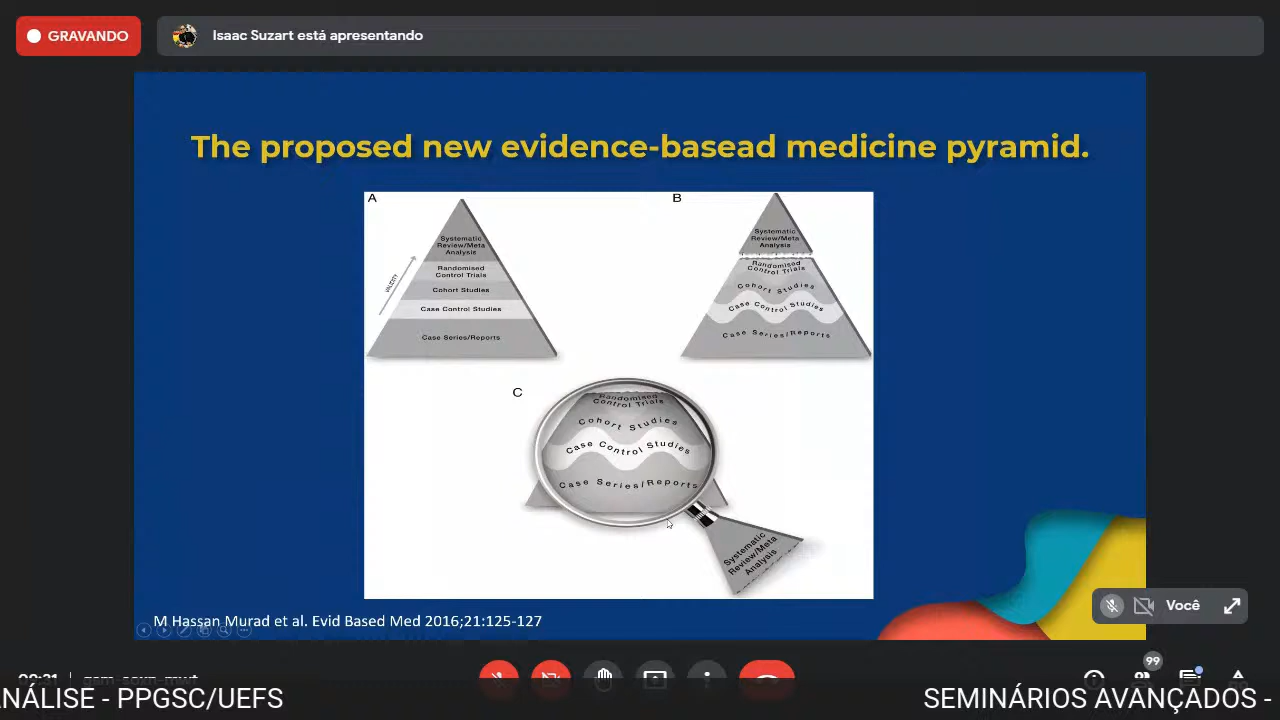 GRAVANDO
Isaac Suzart está apresentando
The proposed new evidence-basead medicine pyramid.
A
Systematic
Review/Meta
Analysis
Randomised
Control Trials
Cohort Studies
Case Control Studies
Case Series/Reports
VALIDITY
B
Systematic
Review/Meta
Analysis
Randomised
Control Trials
Cohort Studies
Case Control Studies
Case Series/Reports
C
Randomised
Control Trials
Cohort Studies
Case Control Studies
Case Series/Reports
Systematic
Review/Meta
Analysis
M Hassan Murad et al. Evid Based Med 2016;21:125-127
Você
99
NÁLISE - PPGSC/UEFS
SEMINÁRIOS AVANÇADOS -